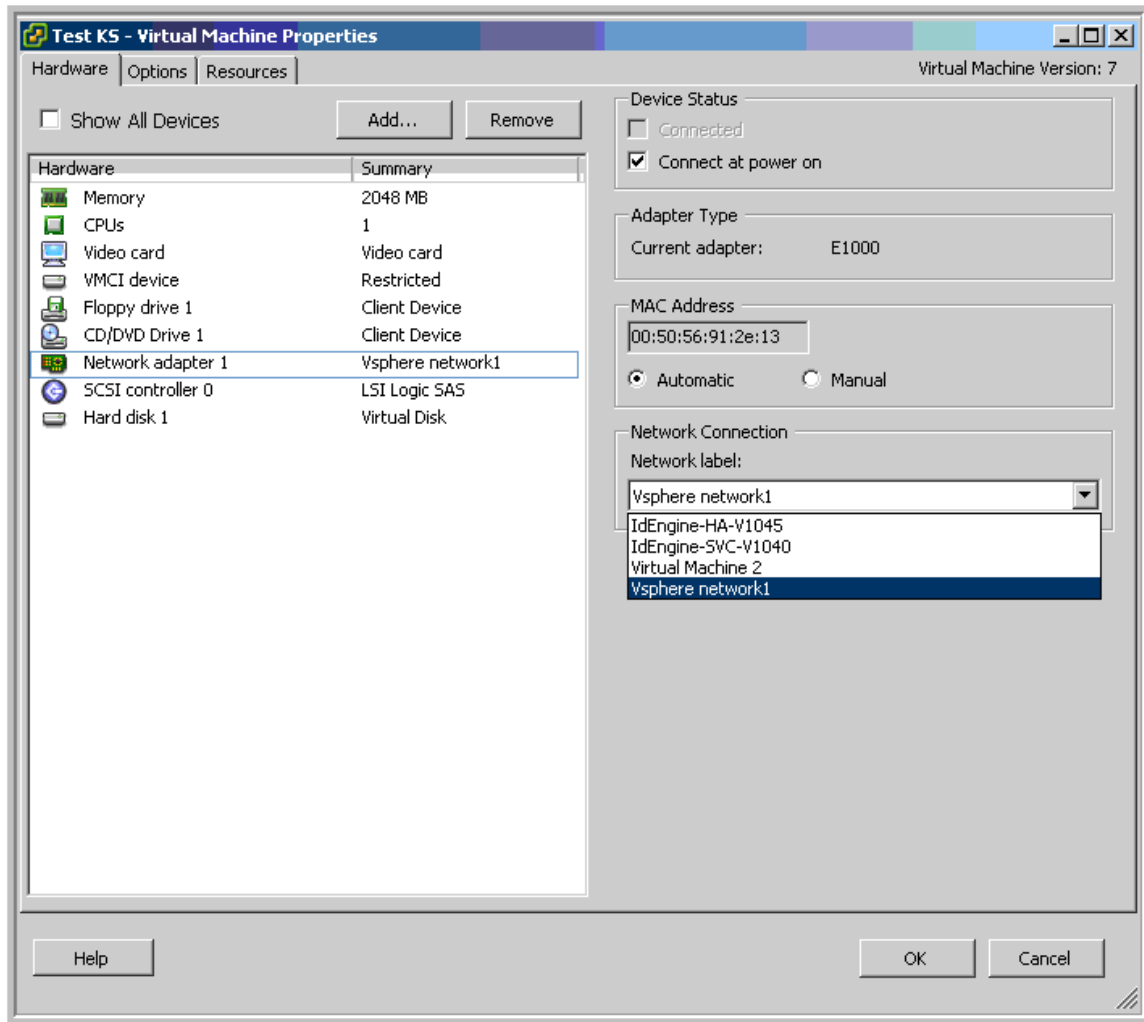 Test KS - Virtual Machine Properties
Hardware Options Resources Virtual Machine Version: 7
Show All Devices Add... Remove
Hardware Summary
Memory 2048 MB
CPUs 1
Video card Video card
VMCI device Restricted
Floppy drive 1 Client Device
CD/DVD Drive 1 Client Device
Network adapter 1 Vsphere network1
SCSI controller 0 LSI Logic SAS
Hard disk 1 Virtual Disk
Device Status
Connected
Connect at power on
Adapter Type
Current adapter: E1000
MAC Address
00:50:56:91:2e:13
Automatic Manual
Network Connection
Network label:
Vsphere network1
IdEngine-HA-V1045
IdEngine-SVC-V1040
Virtual Machine 2
Vsphere network1
Help OK Cancel